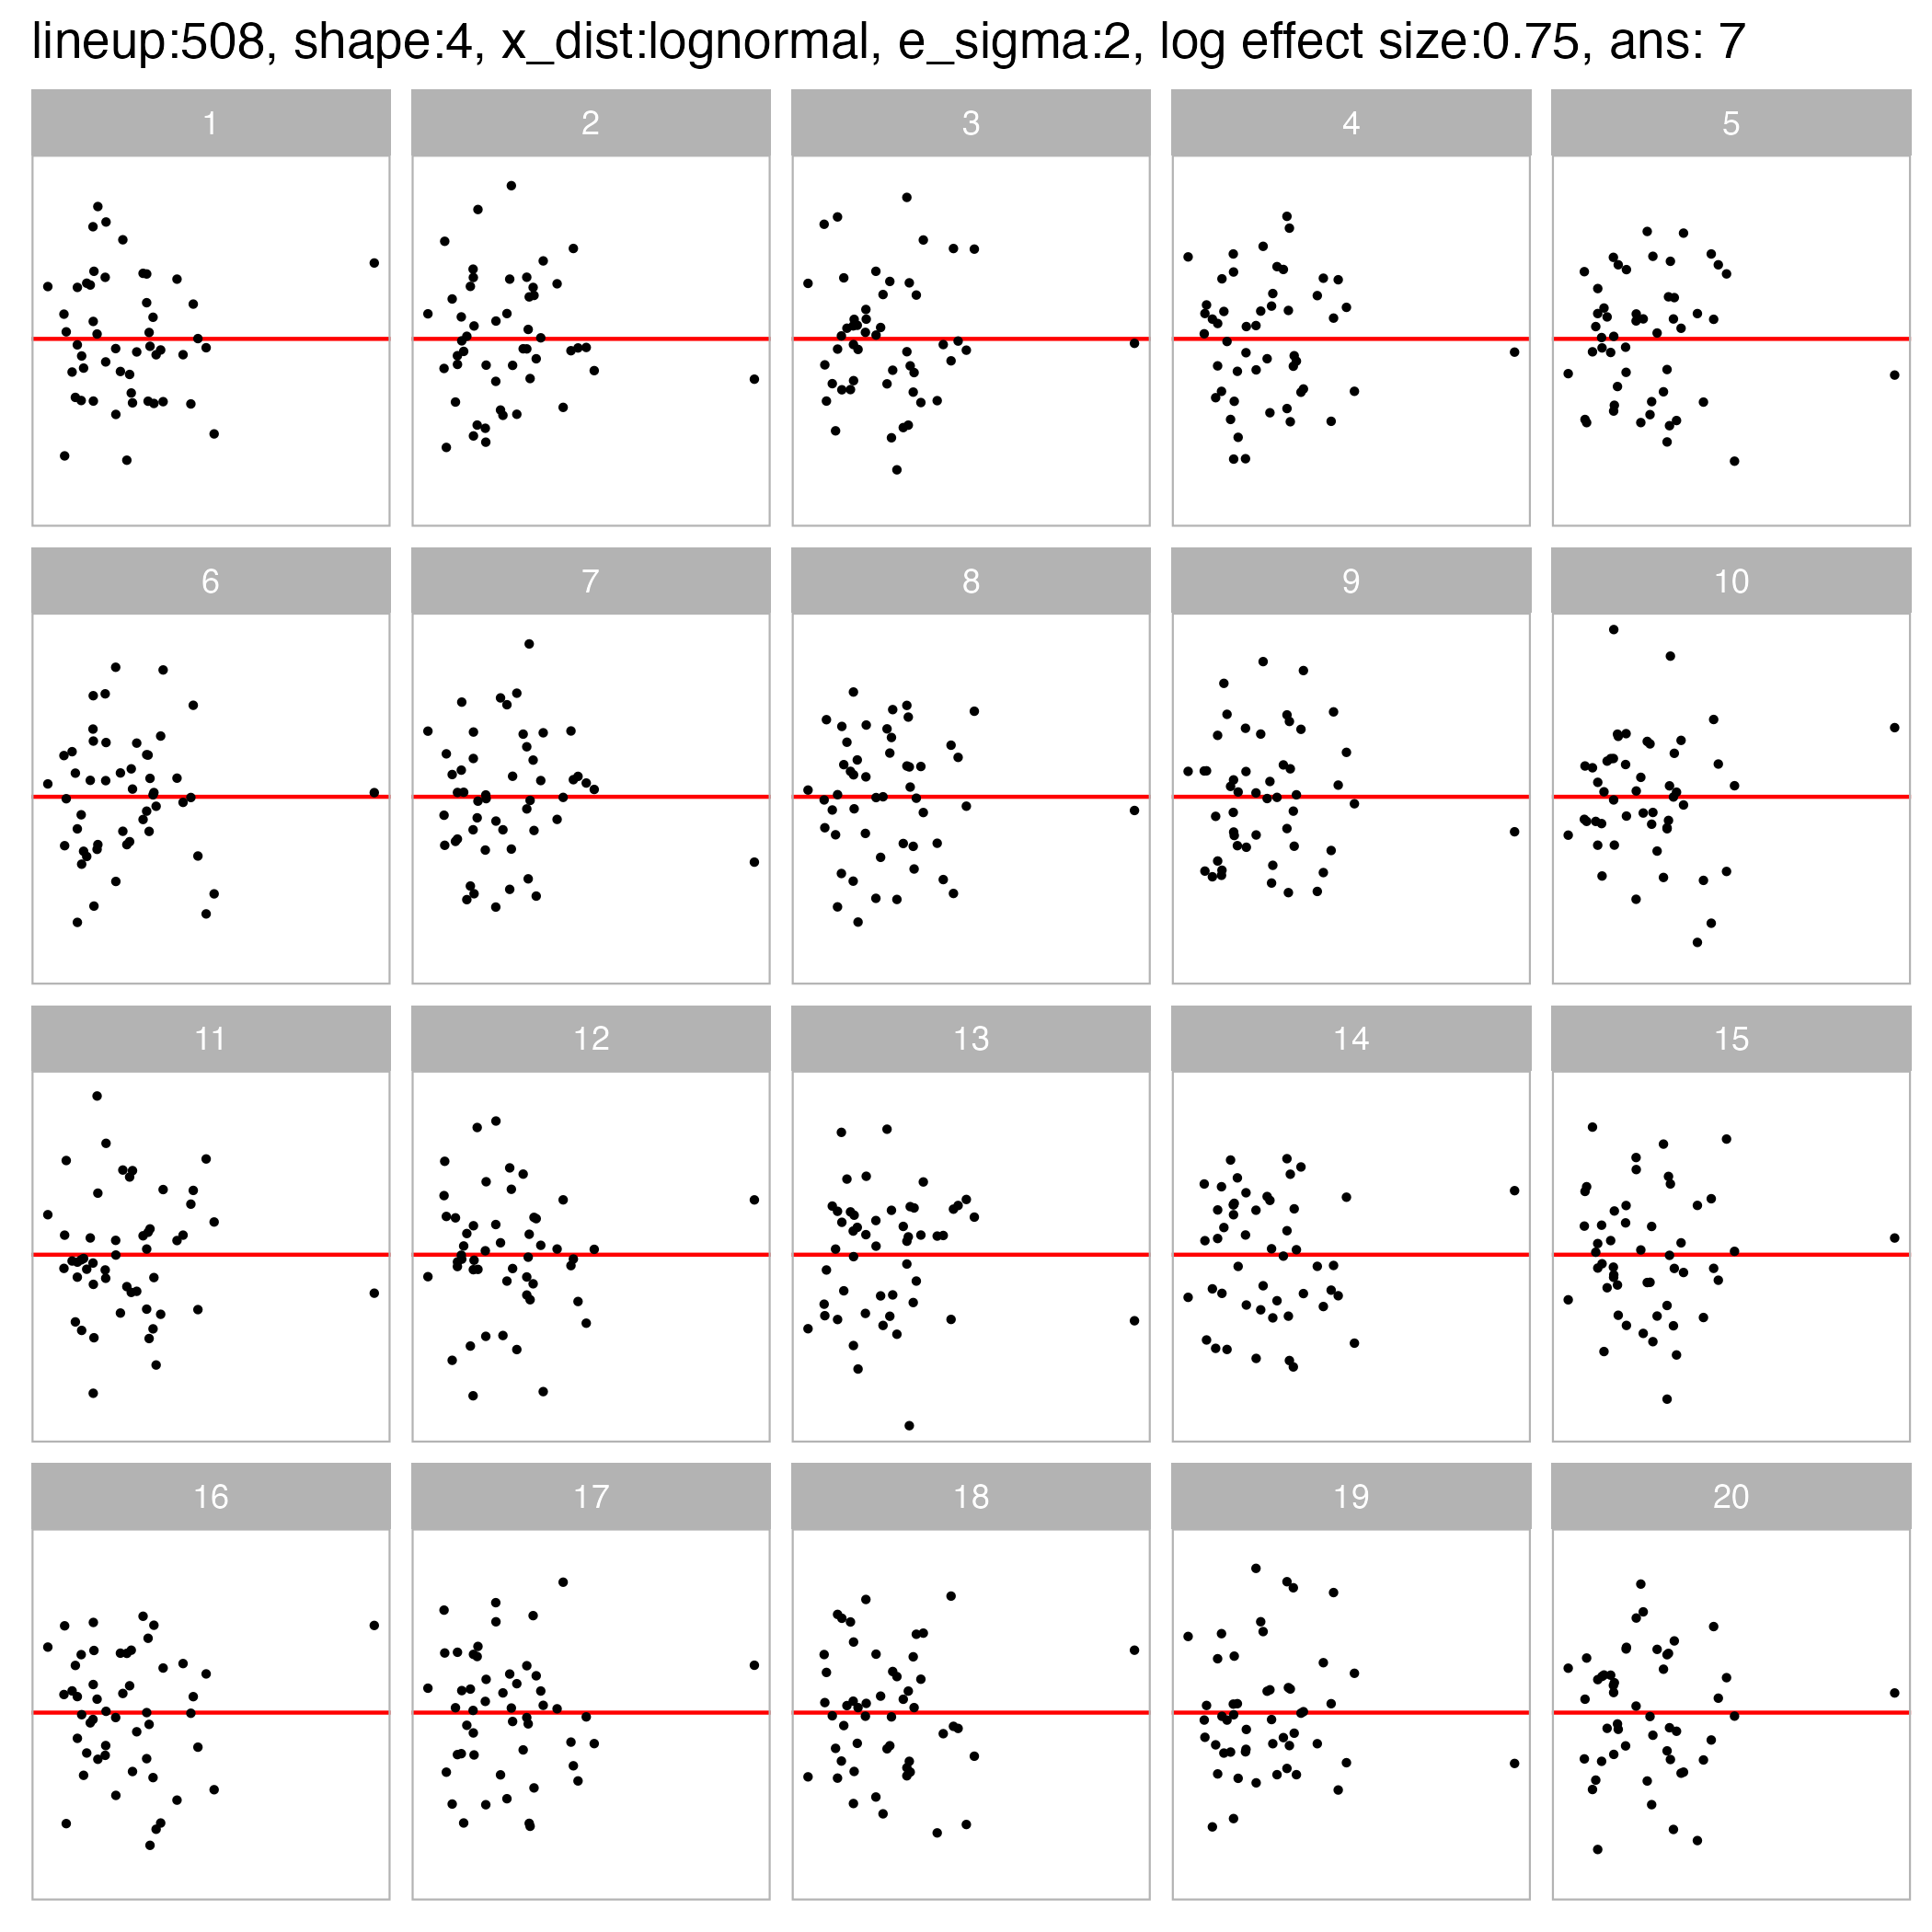 lineup:508, shape:4, x_dist:lognormal, e_sigma:2, log effect size:0.75, ans: 7
1 2 3 4 5
6 7 8 9 10
11 12 13 14 15
16 17 18 19 20